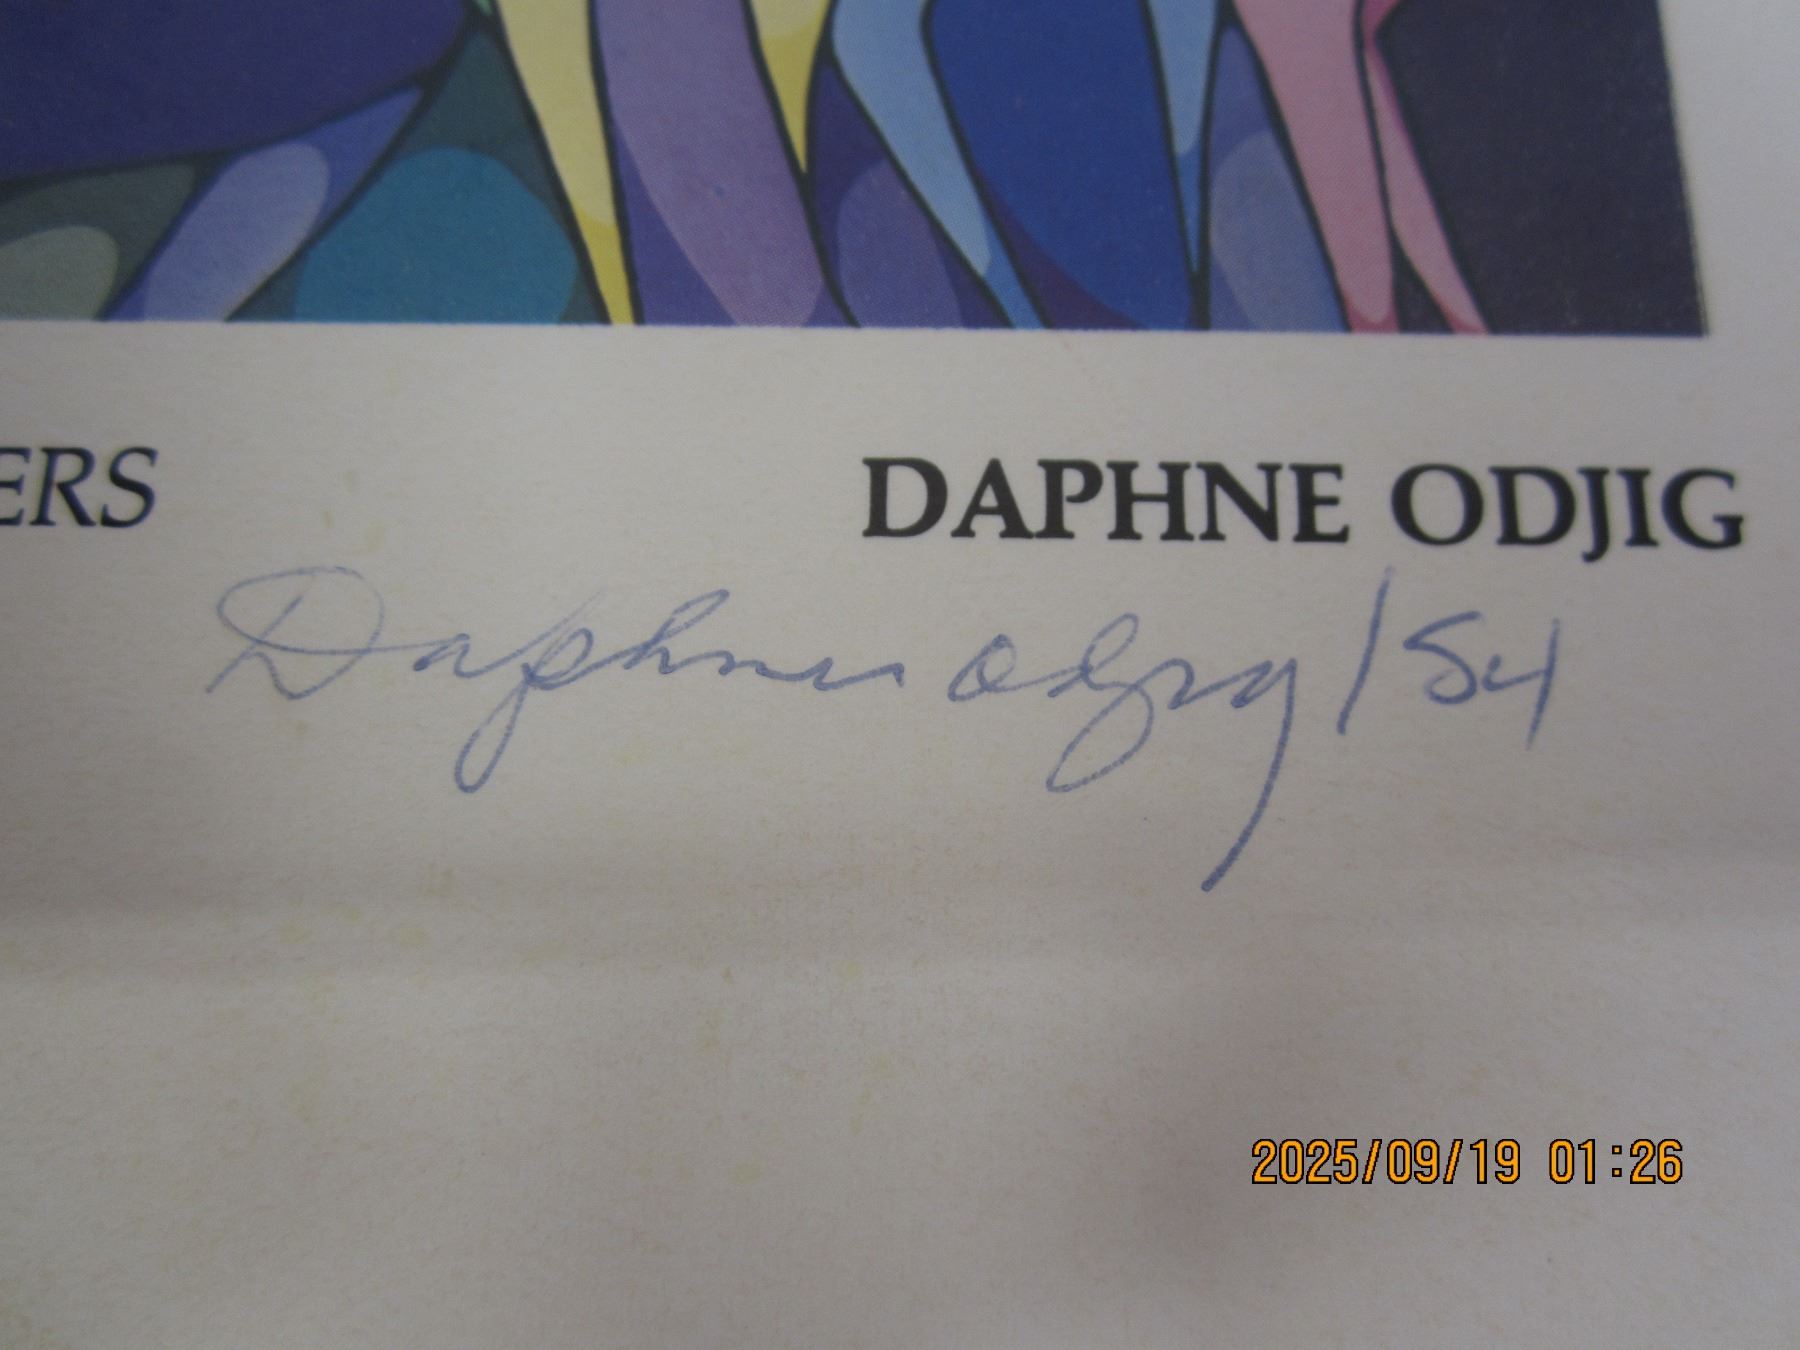 ERS DAPHNE ODJIG
Daphne Odjig / 84
2025/09/19 01:26